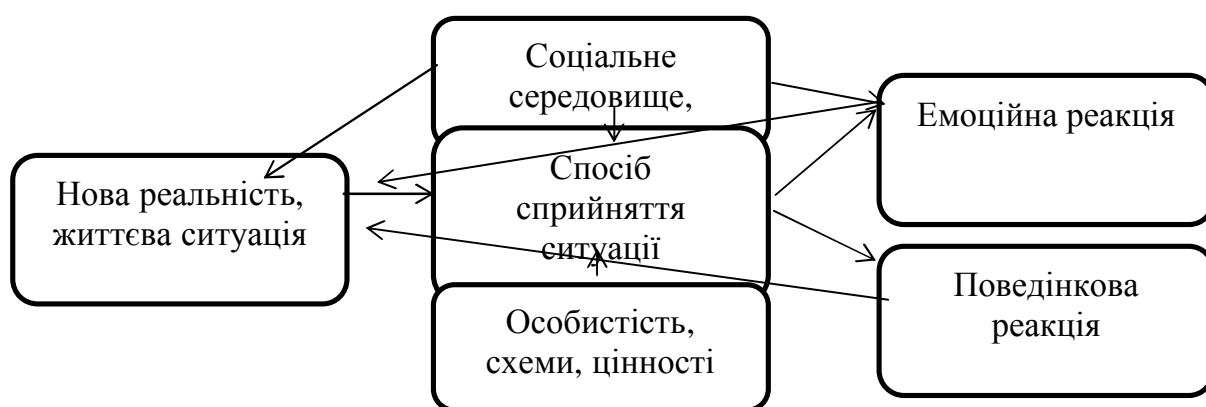 Соціальне
середовище,
Емоційна реакція
Нова реальність,
життєва ситуація
Спосіб
сприйняття
ситуації
Поведінкова
реакція
Особистість,
схеми, цінності